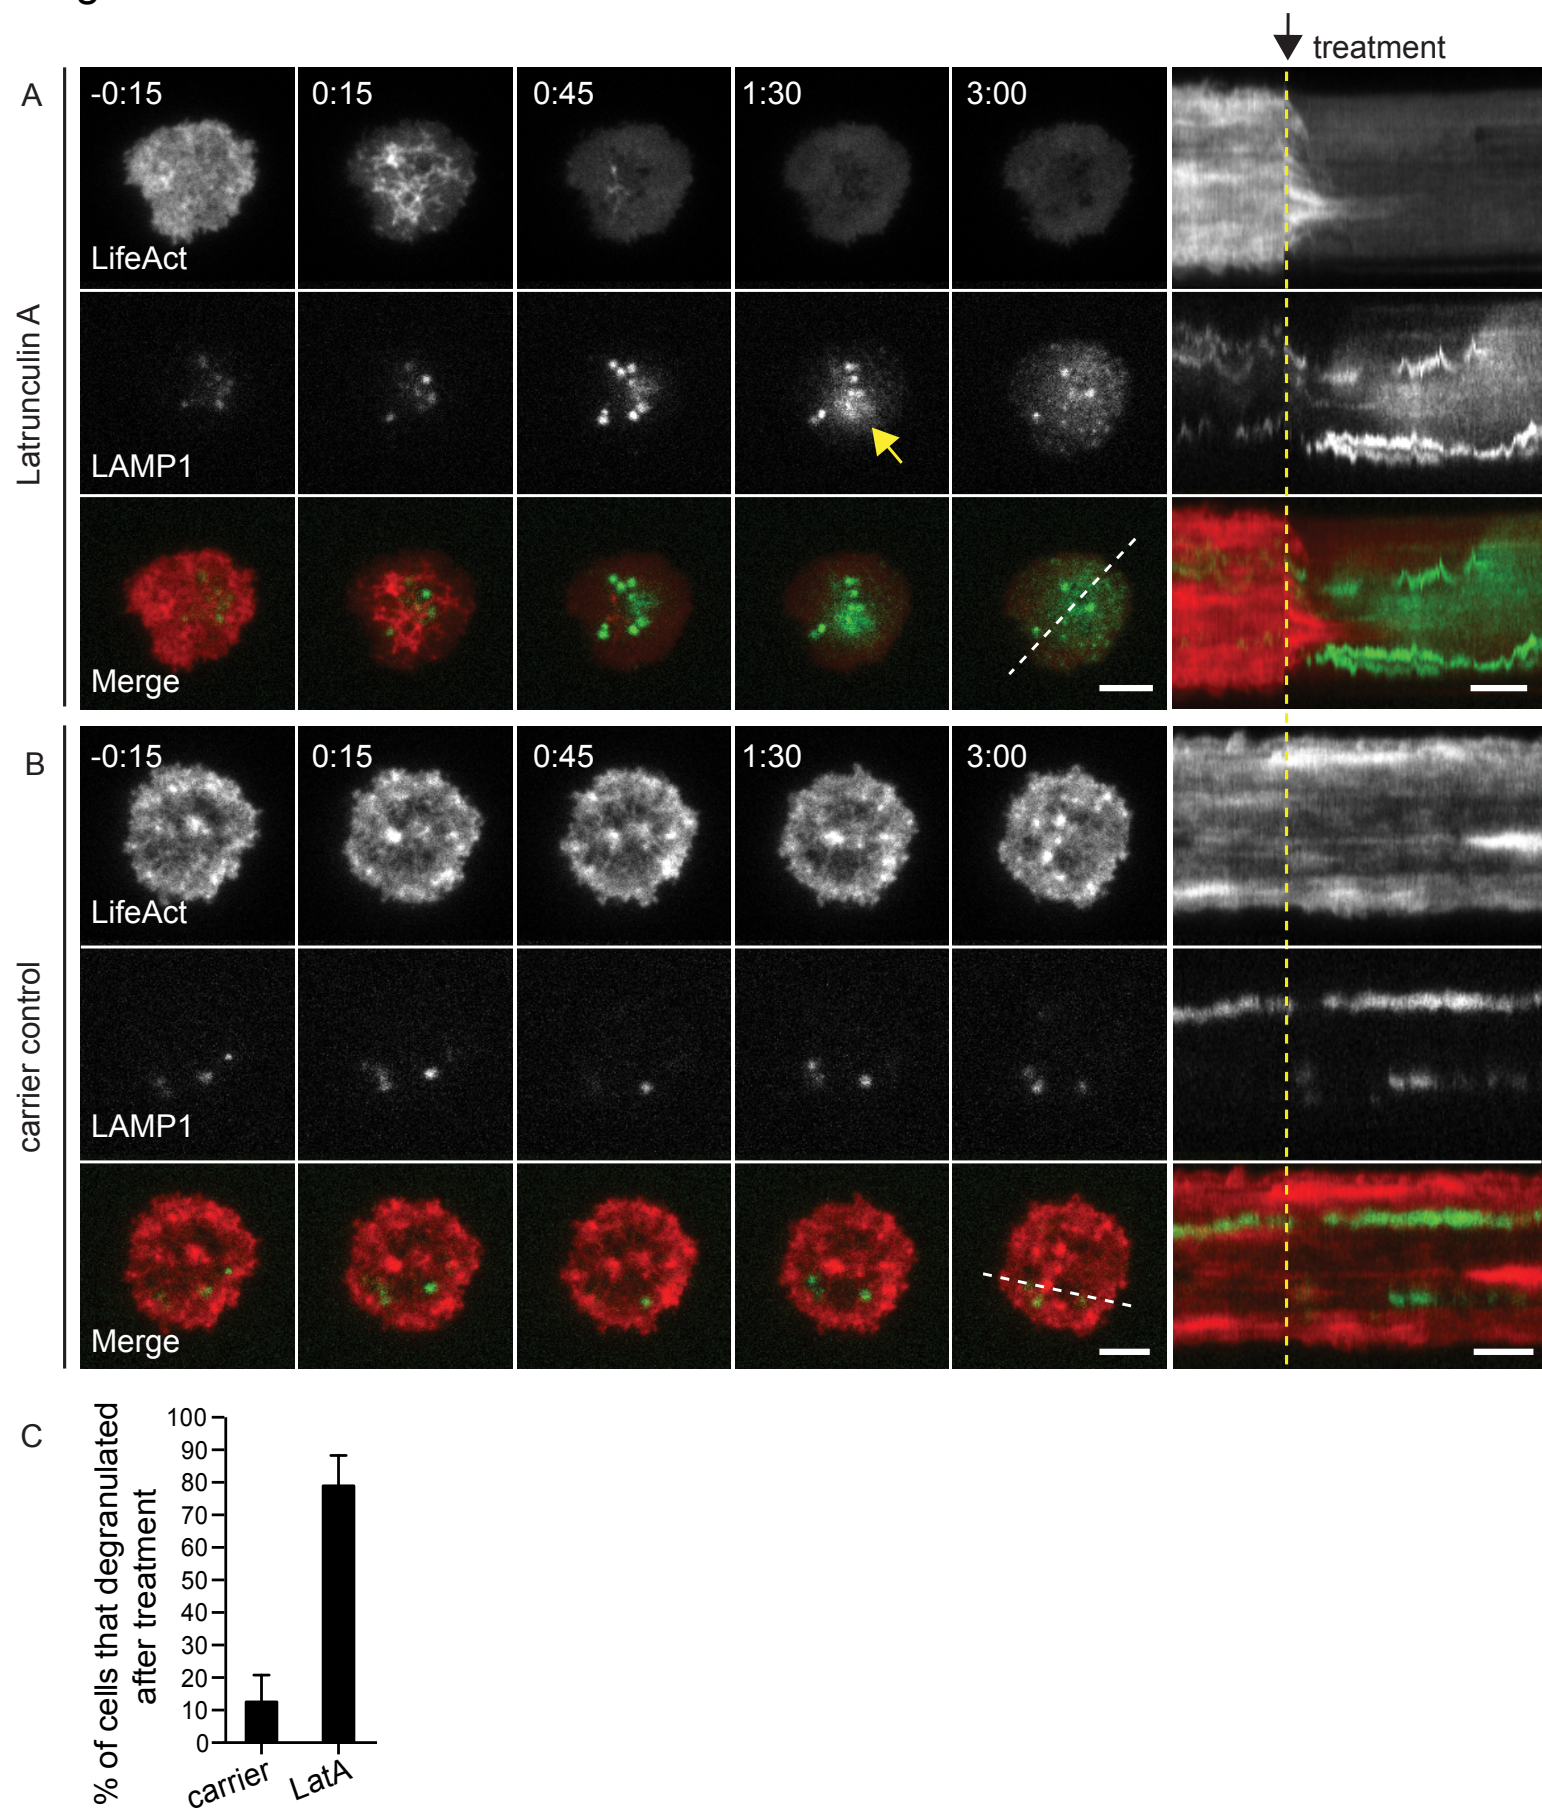 treatment
A
-0:15
0:15
0:45
1:30
3:00
LifeAct
LAMP1
Merge
Latrunculin A
B
-0:15
0:15
0:45
1:30
3:00
LifeAct
LAMP1
Merge
carrier control
C
% of cells that degranulated
after treatment
100
90
80
70
60
50
40
30
20
10
0
carrier
LatA